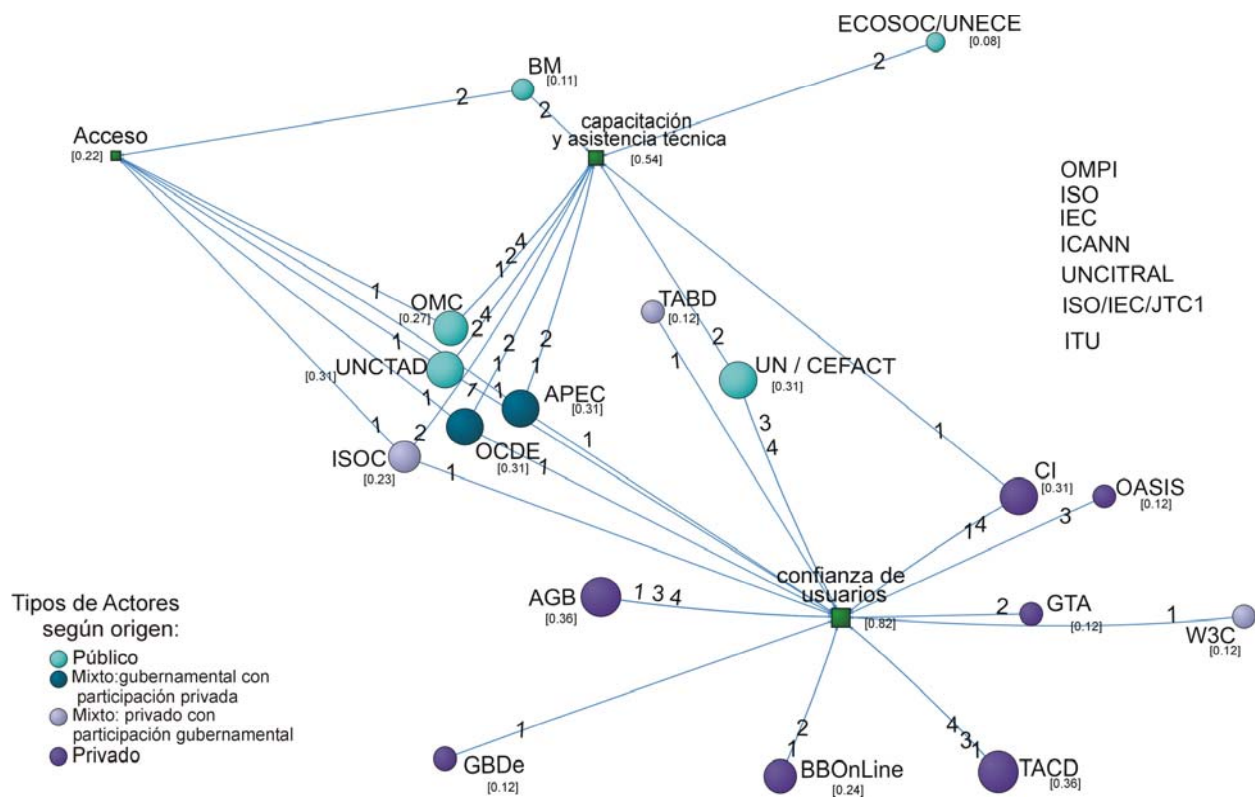 ECOSOC/UNECE
[0.08]
BM
[0.11]
2
2
2
Acceso
[0.22]
capacitación
y asistencia técnica
[0.54]
OMPI
ISO
IEC
ICANN
UNCITRAL
ISO/IEC/JTC1
ITU
1 2 4
1
OMC
[0.27]
TABD
[0.12]
2 4
1 2
1 2
2
1
1
UNCTAD
[0.31]
1
UN / CEFACT
[0.31]
1
1
APEC
[0.31]
1
2
1
OCDE
[0.31]
1
1
3
4
1
ISOC
[0.23]
1
CI
[0.31]
OASIS
[0.12]
1 4
3
confianza de
usuarios
[0.82]
AGB
[0.36]
1 3 4
2
GTA
[0.12]
1
W3C
[0.12]
Tipos de Actores
según origen:
Público
Mixto:gubernamental con
participación privada
Mixto: privado con
participación gubernamental
Privado
1
GBDe
[0.12]
2
1
BBOnLine
[0.24]
4
3
1
TACD
[0.36]